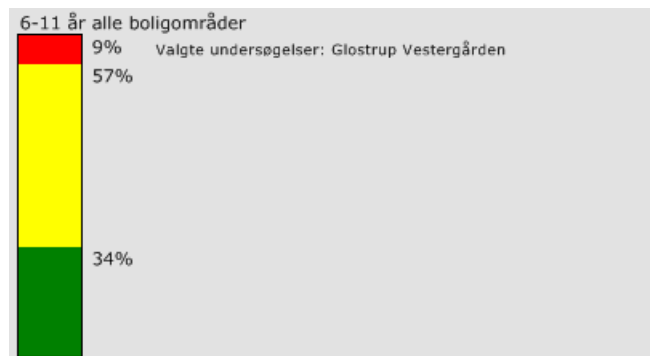 6-11 år alle boligområder
9% Valgte undersøgelser: Glostrup Vestergården
57%
34%